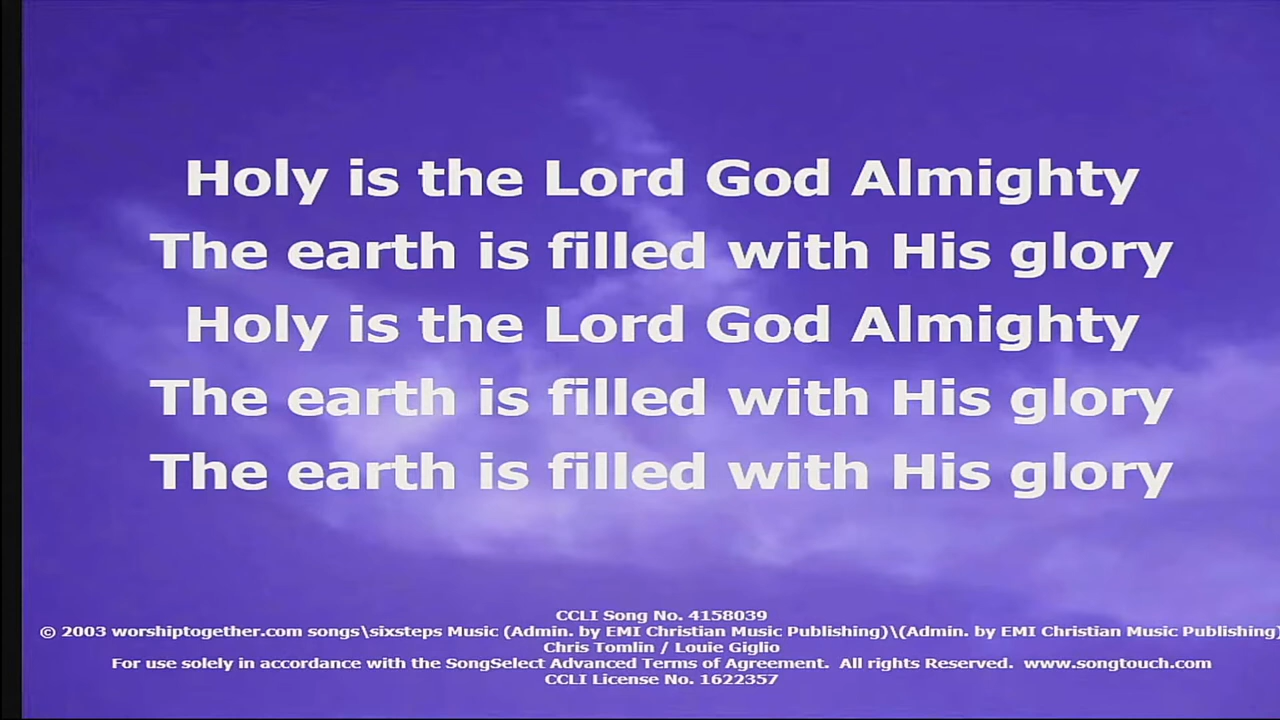 Holy is the Lord God Almighty
The earth is filled with His glory
Holy is the Lord God Almighty
The earth is filled with His glory
The earth is filled with His glory
CCLI Song No. 4158039
© 2003 worshiptogether.com songs\sixsteps Music (Admin. by EMI Christian Music Publishing)\(Admin. by EMI Christian Music Publishing)
Chris Tomlin / Louie Giglio
For use solely in accordance with the SongSelect Advanced Terms of Agreement.  All rights Reserved.  www.songtouch.com
CCLI License No. 1622357